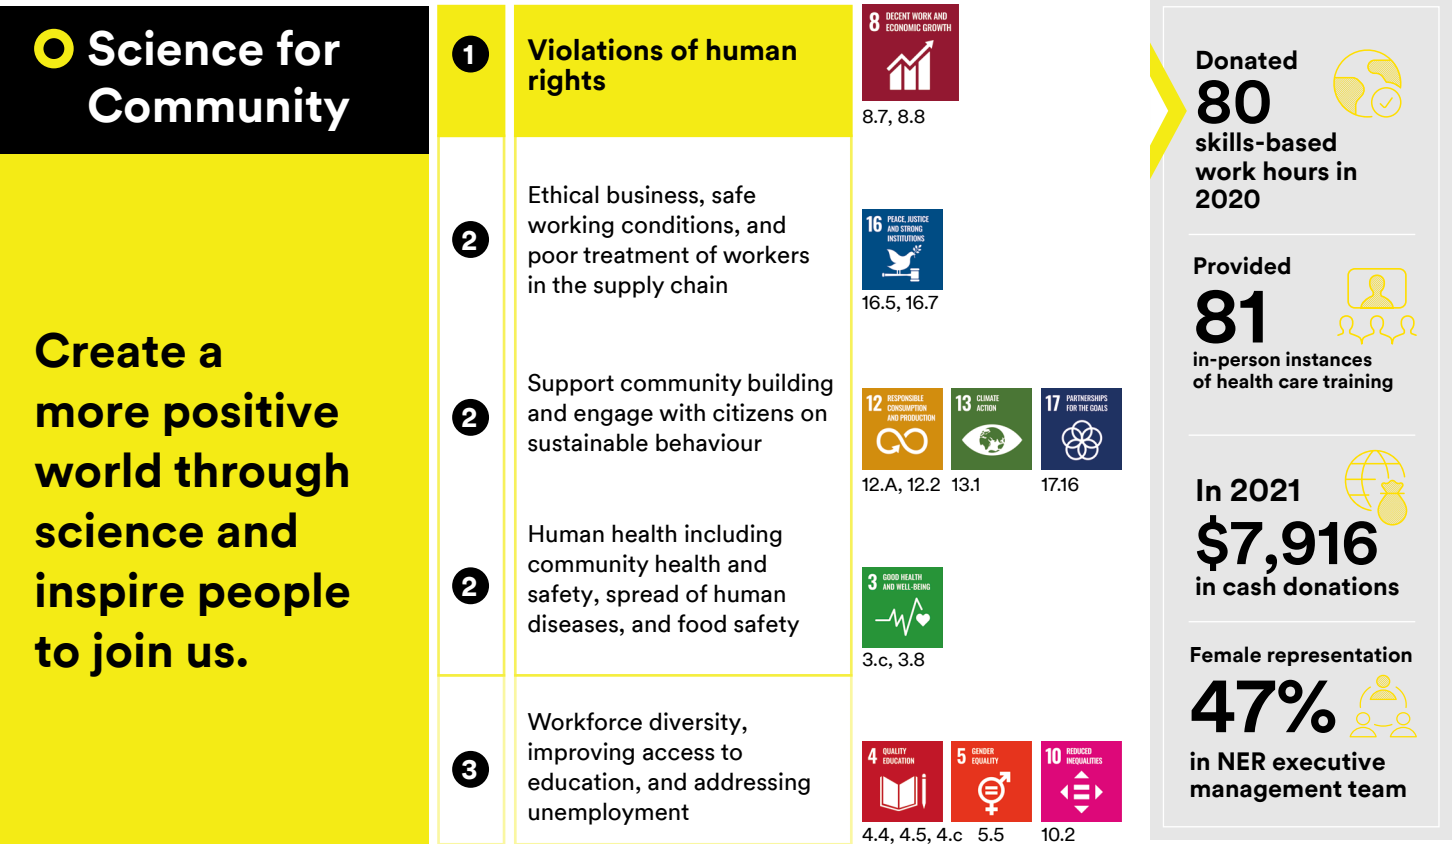 Science for
Community
Create a
more positive
world through
science and
inspire people
to join us.
1
Violations of human
rights
8 DECENT WORK AND
ECONOMIC GROWTH
8.7, 8.8
2
Ethical business, safe
working conditions, and
poor treatment of workers
in the supply chain
16 PEACE, JUSTICE
AND STRONG
INSTITUTIONS
16.5, 16.7
2
Support community building
and engage with citizens on
sustainable behaviour
12 RESPONSIBLE
CONSUMPTION
AND PRODUCTION
13 CLIMATE
ACTION
17 PARTNERSHIPS
FOR THE GOALS
12.A, 12.2 13.1 17.16
2
Human health including
community health and
safety, spread of human
diseases, and food safety
3 GOOD HEALTH
AND WELL-BEING
3.c, 3.8
3
Workforce diversity,
improving access to
education, and addressing
unemployment
4 QUALITY
EDUCATION
5 GENDER
EQUALITY
10 REDUCED
INEQUALITIES
4.4, 4.5, 4.c 5.5 10.2
Donated
80
skills-based
work hours in
2020
Provided
81
in-person instances
of health care training
In 2021
$7,916
in cash donations
Female representation
47%
in NER executive
management team